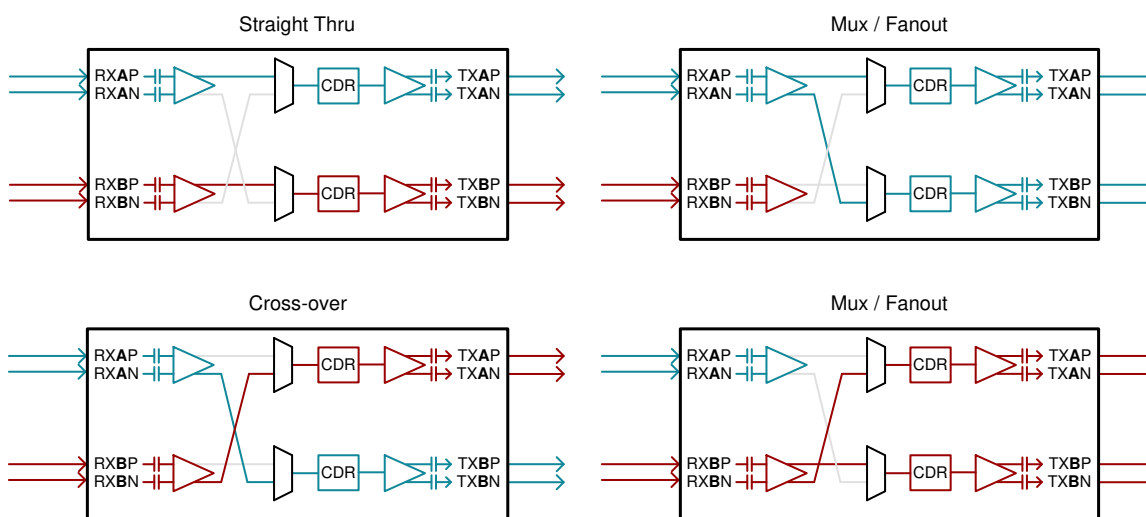 Straight Thru
RXAP
RXAN
CDR
TXAP
TXAN
RXBP
RXBN
CDR
TXBP
TXBN
Mux / Fanout
RXAP
RXAN
CDR
TXAP
TXAN
RXBP
RXBN
CDR
TXBP
TXBN
Cross-over
RXAP
RXAN
CDR
TXAP
TXAN
RXBP
RXBN
CDR
TXBP
TXBN
Mux / Fanout
RXAP
RXAN
CDR
TXAP
TXAN
RXBP
RXBN
CDR
TXBP
TXBN